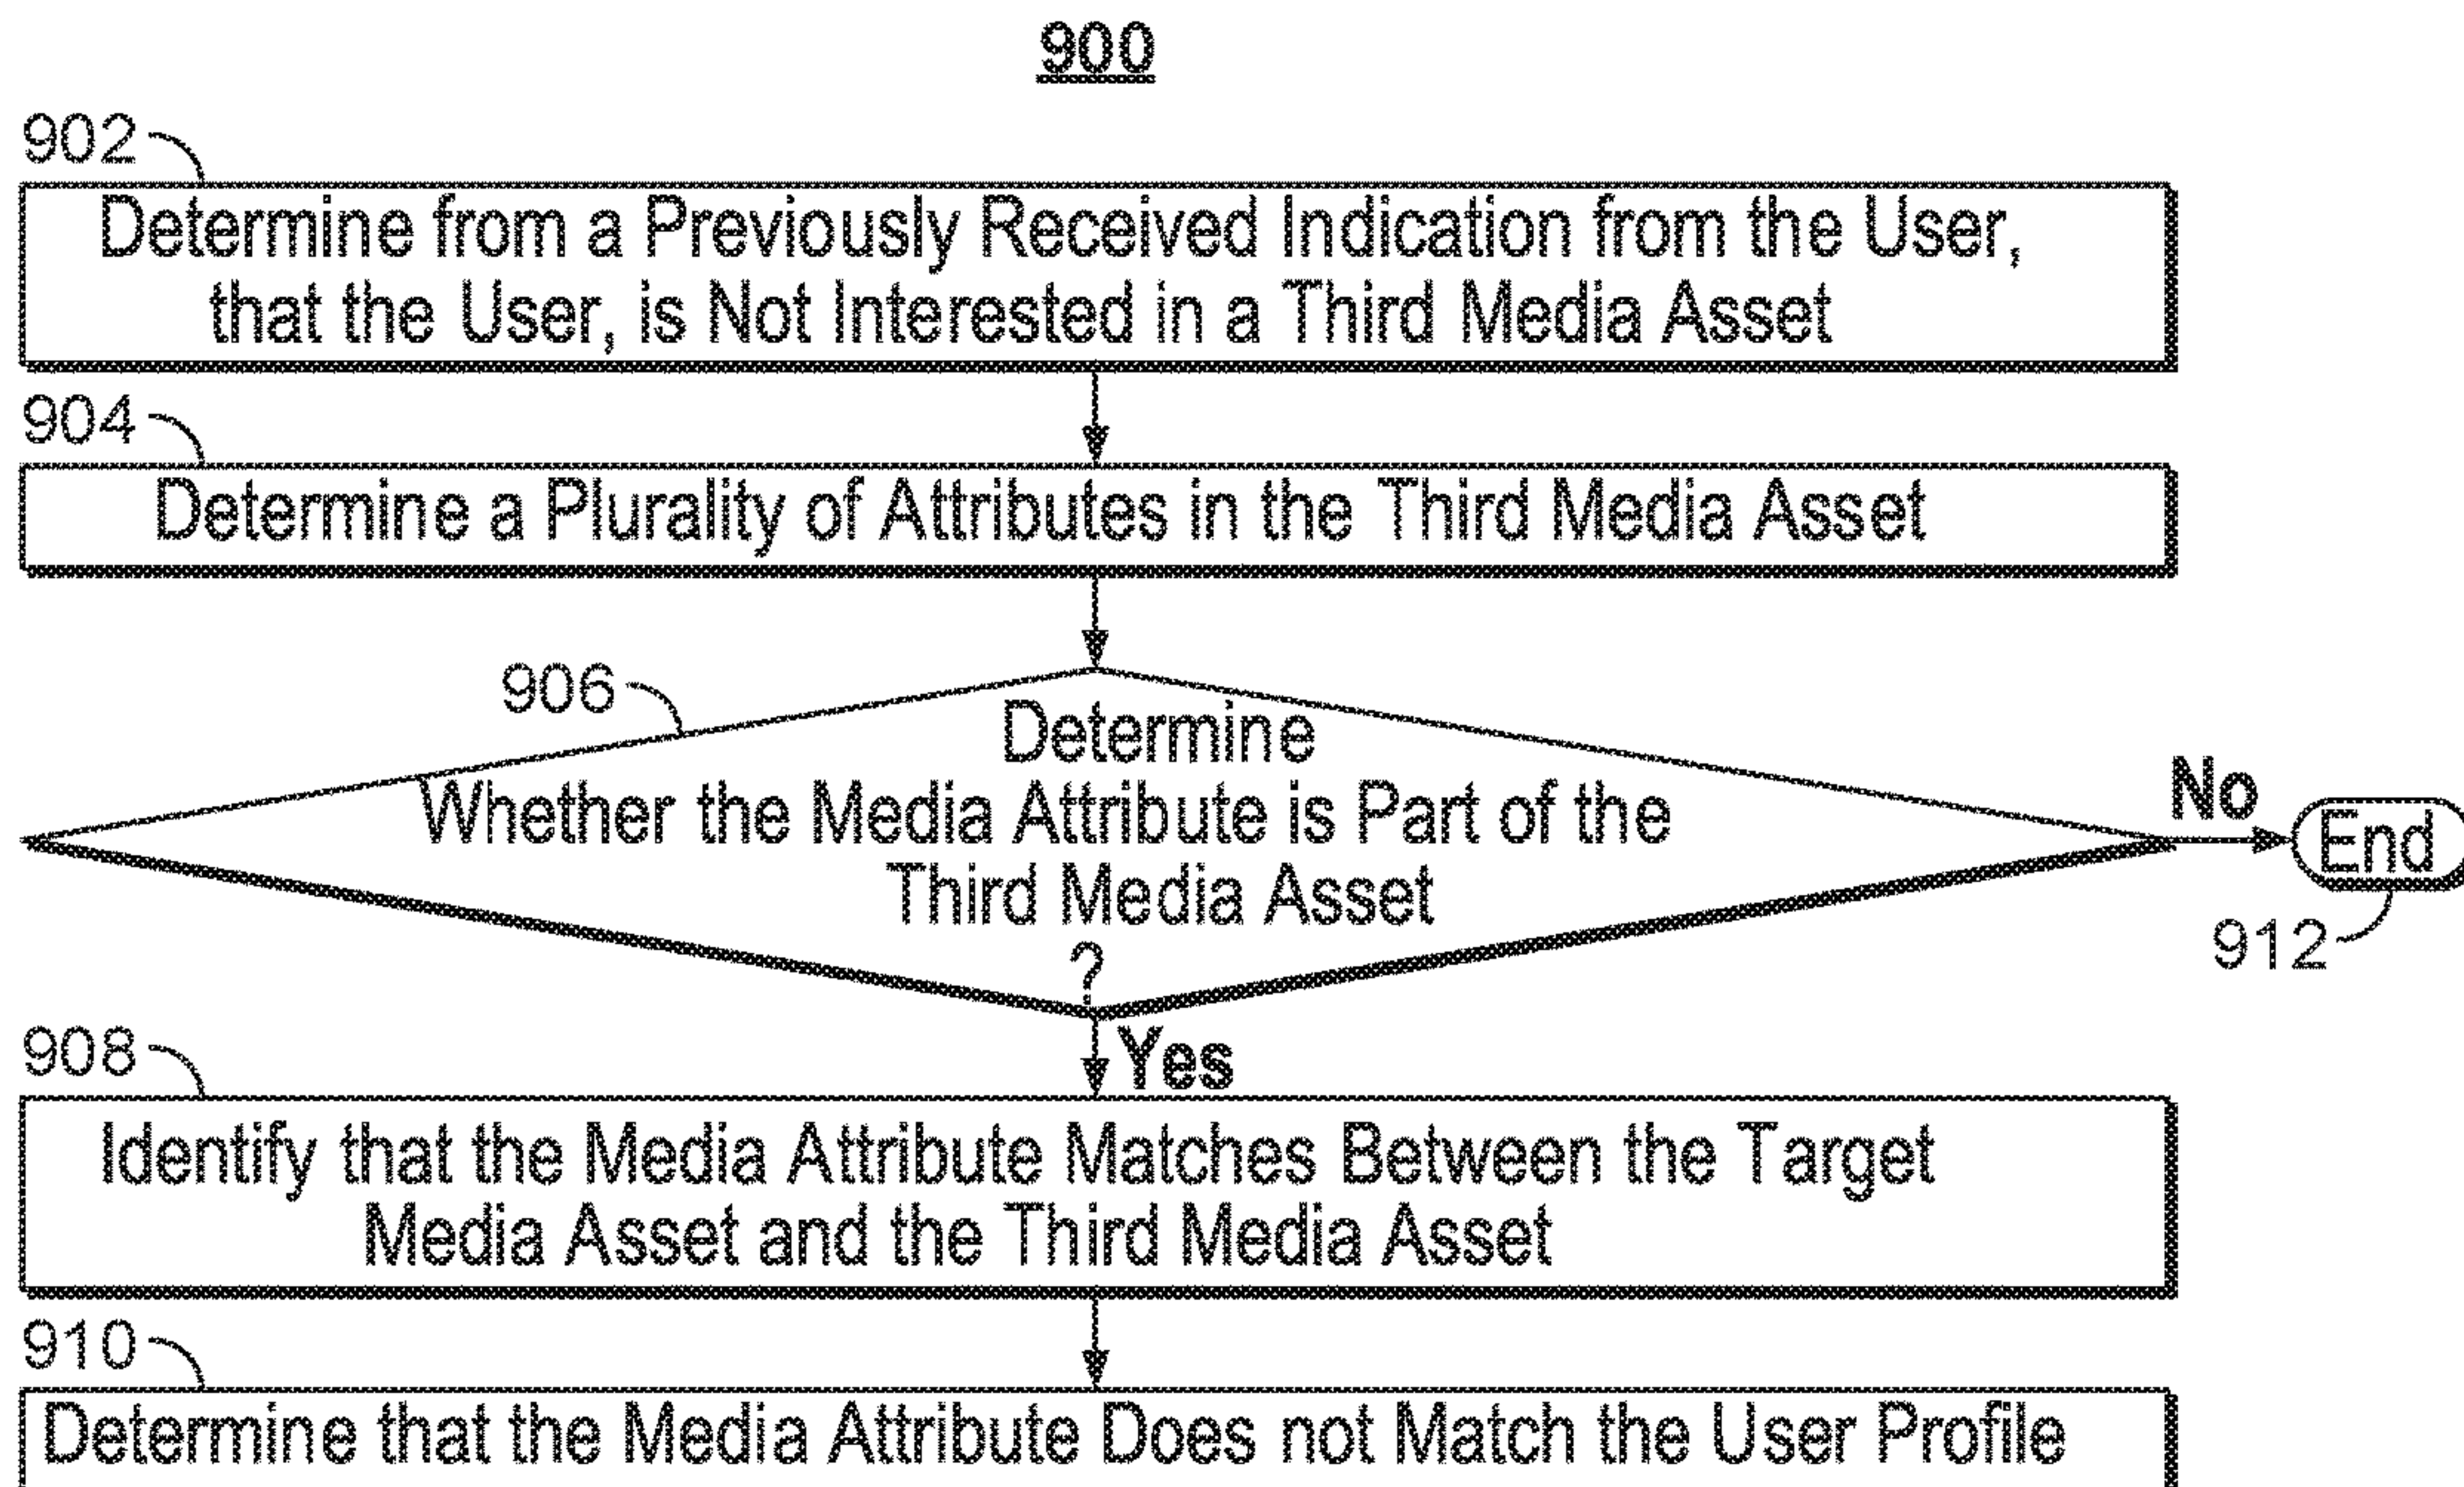 900
902
Determine from a Previously Received Indication from the User,
that the User, is Not Interested in a Third Media Asset
904
Determine a Plurality of Attributes in the Third Media Asset
906
Determine
Whether the Media Attribute is Part of the
Third Media Asset
?
No
End
912
Yes
908
Identify that the Media Attribute Matches Between the Target
Media Asset and the Third Media Asset
910
Determine that the Media Attribute Does not Match the User Profile